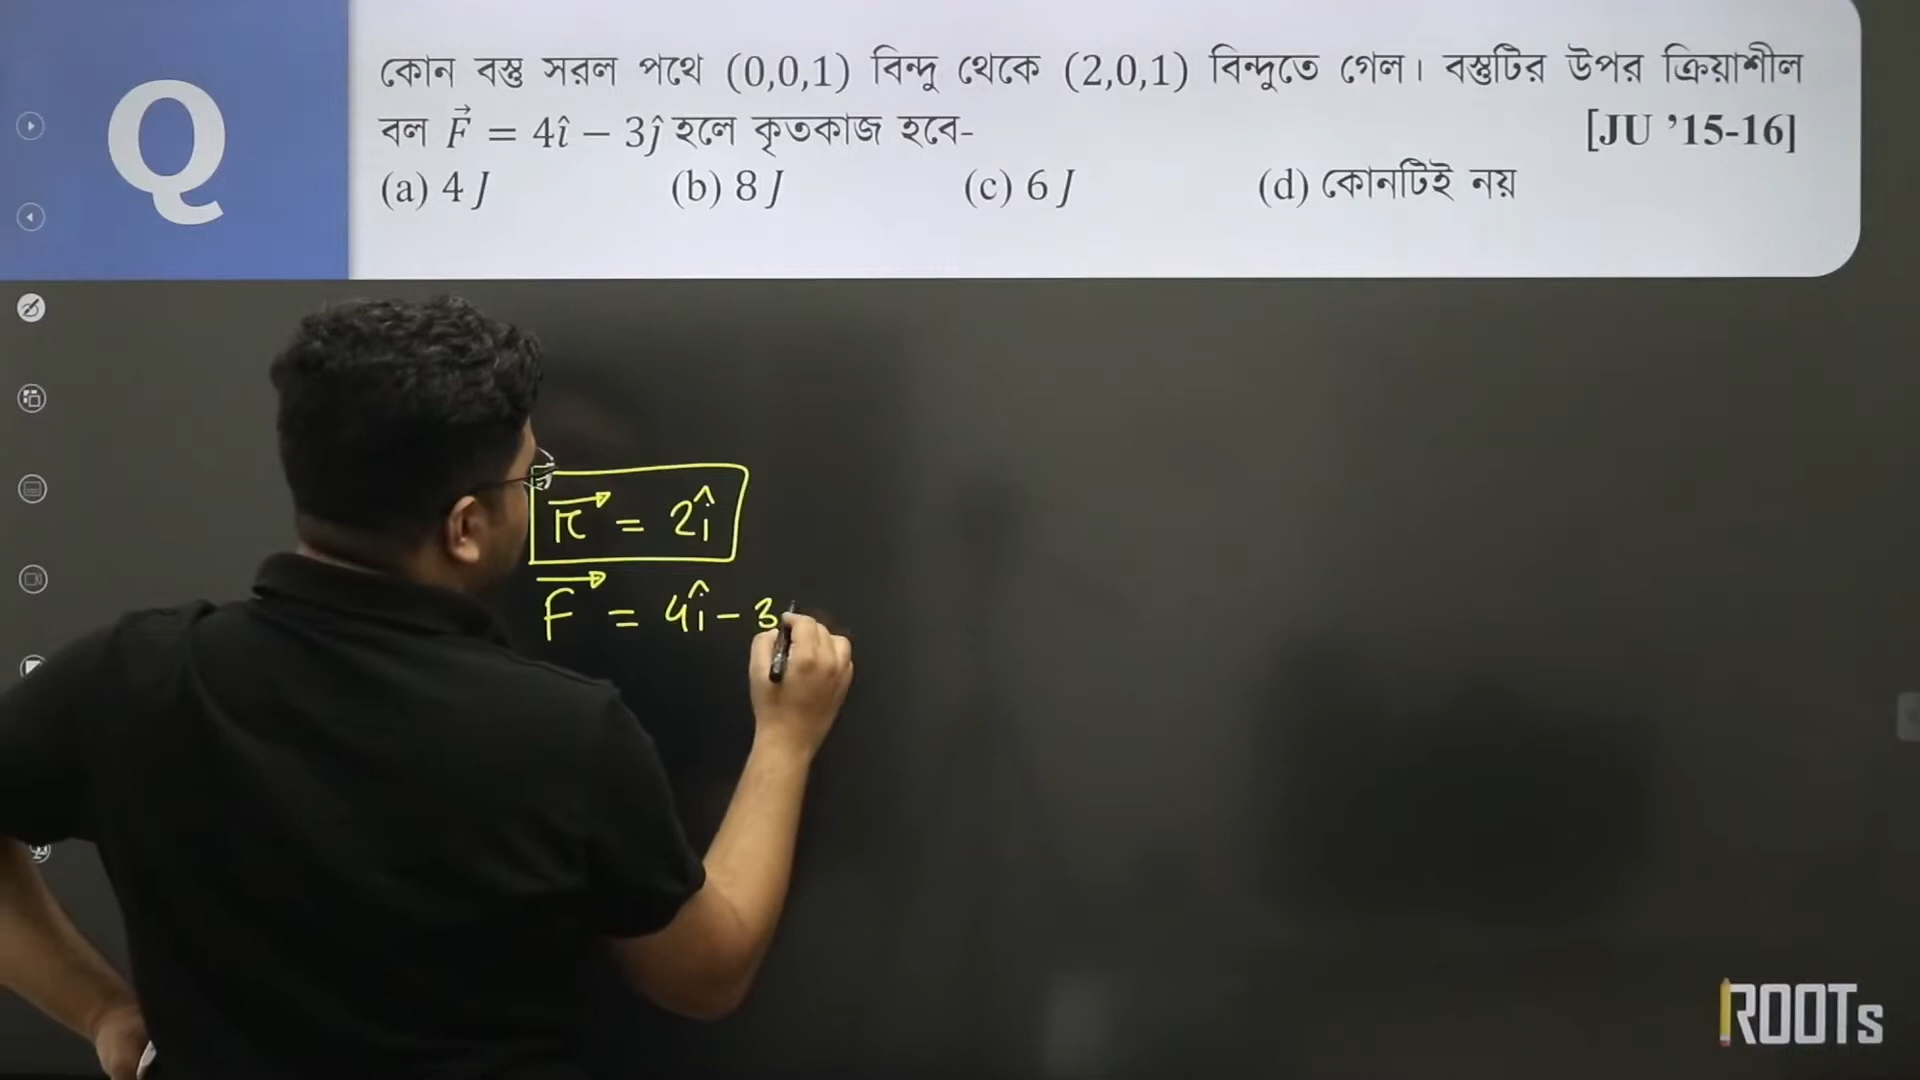 Q
কোন বস্তু সরল পথে (0,0,1) বিন্দু থেকে (2,0,1) বিন্দুতে গেল। বস্তুটির উপর ক্রিয়াশীল
বল F⃗ = 4î − 3ĵ হলে কৃতকাজ হবে-
[JU ’15-16]
(a) 4 J (b) 8 J (c) 6 J (d) কোনটিই নয়
r⃗ = 2î
F⃗ = 4î − 3
ROOTs